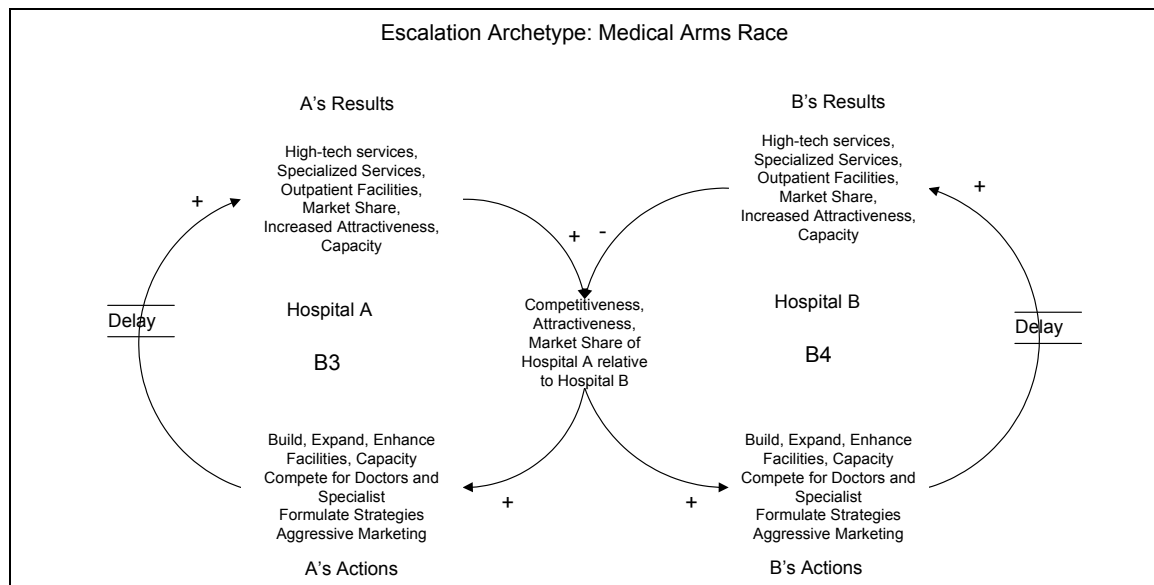 Escalation Archetype: Medical Arms Race
A's Results
High-tech services,
Specialized Services,
Outpatient Facilities,
Market Share,
Increased Attractiveness,
Capacity
B's Results
High-tech services,
Specialized Services,
Outpatient Facilities,
Market Share,
Increased Attractiveness,
Capacity
+
+
+
-
Delay
Hospital A
B3
Competitiveness,
Attractiveness,
Market Share of
Hospital A relative
to Hospital B
Hospital B
B4
Delay
Build, Expand, Enhance
Facilities, Capacity
Compete for Doctors and
Specialist
Formulate Strategies
Aggressive Marketing
+
+
Build, Expand, Enhance
Facilities, Capacity
Compete for Doctors and
Specialist
Formulate Strategies
Aggressive Marketing
A's Actions
B's Actions